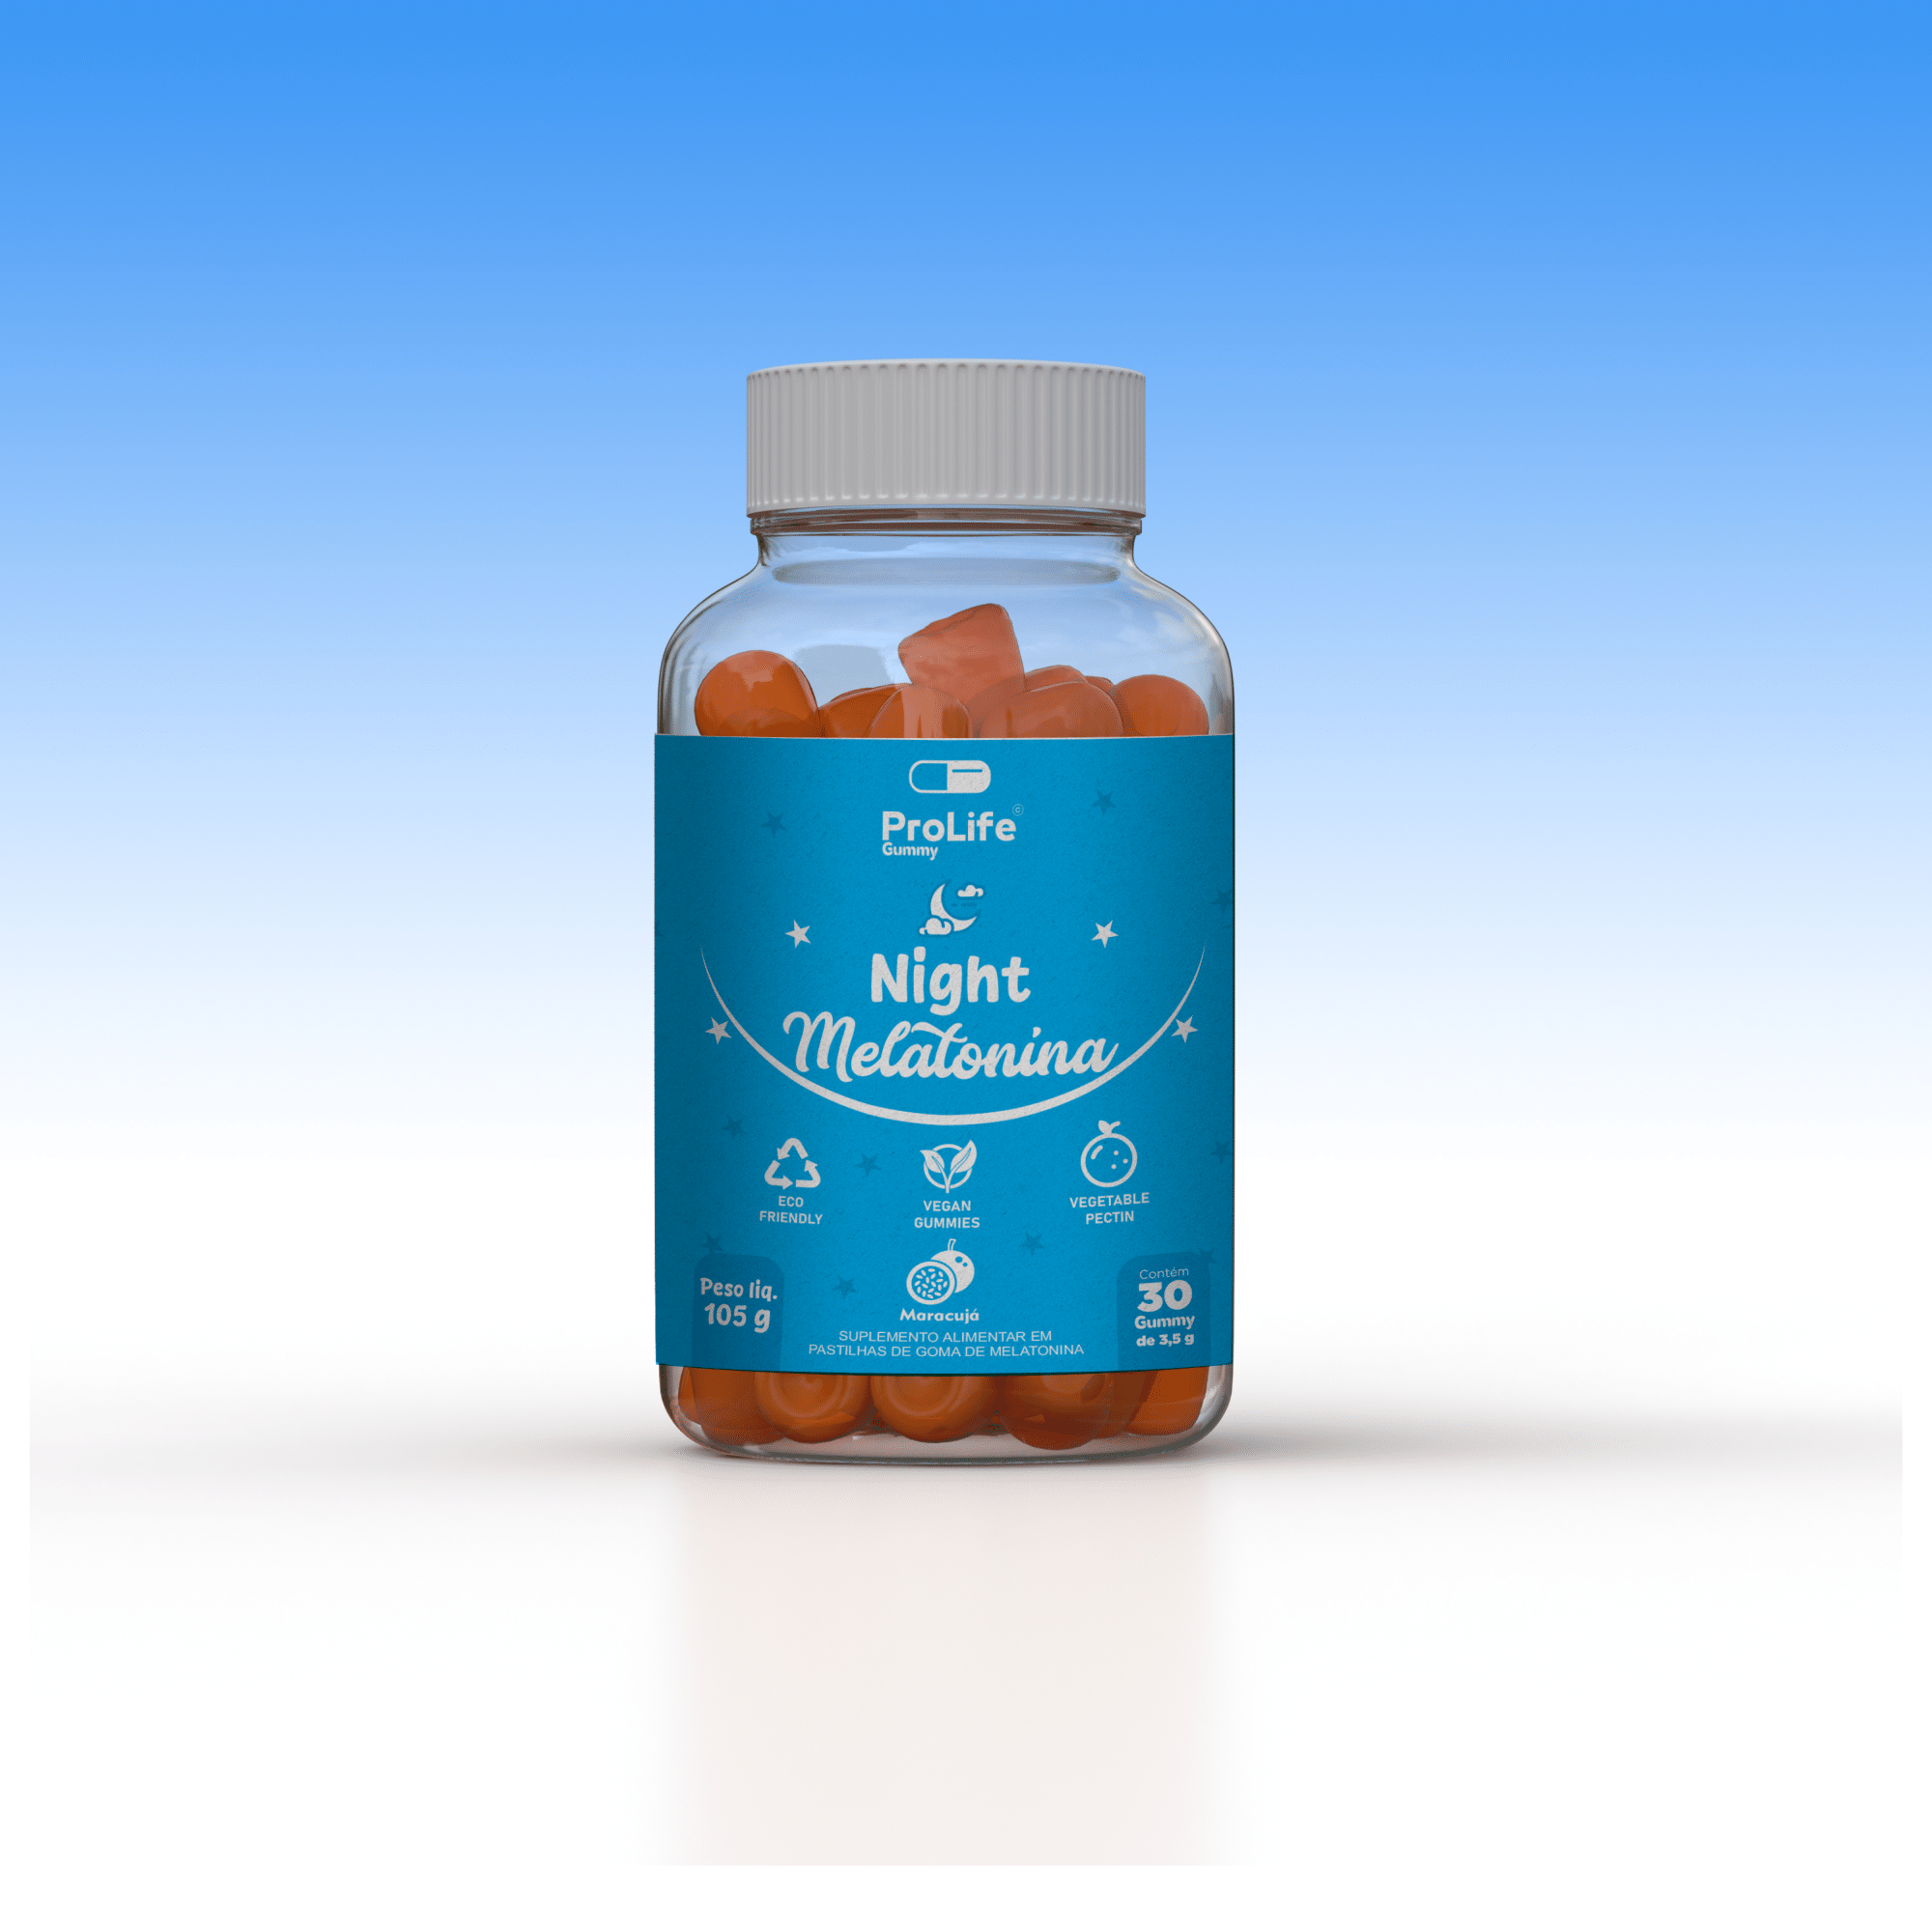 ProLife©
Gummy
Night
Melatonina
ECO
FRIENDLY
VEGAN
GUMMIES
VEGETABLE
PECTIN
Peso liq.
105 g
Maracujá
Contém
30
Gummy
de 3,5 g
SUPLEMENTO ALIMENTAR EM
PASTILHAS DE GOMA DE MELATONINA